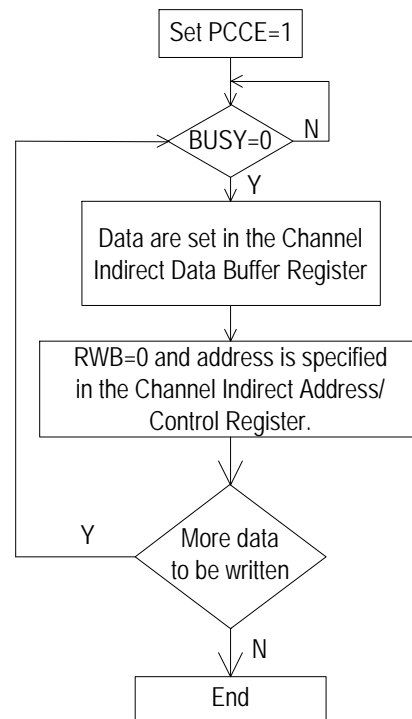 Set PCCE=1
BUSY=0
N
Y
Data are set in the Channel
Indirect Data Buffer Register
RWB=0 and address is specified
in the Channel Indirect Address/
Control Register.
Y
More data
to be written
N
End